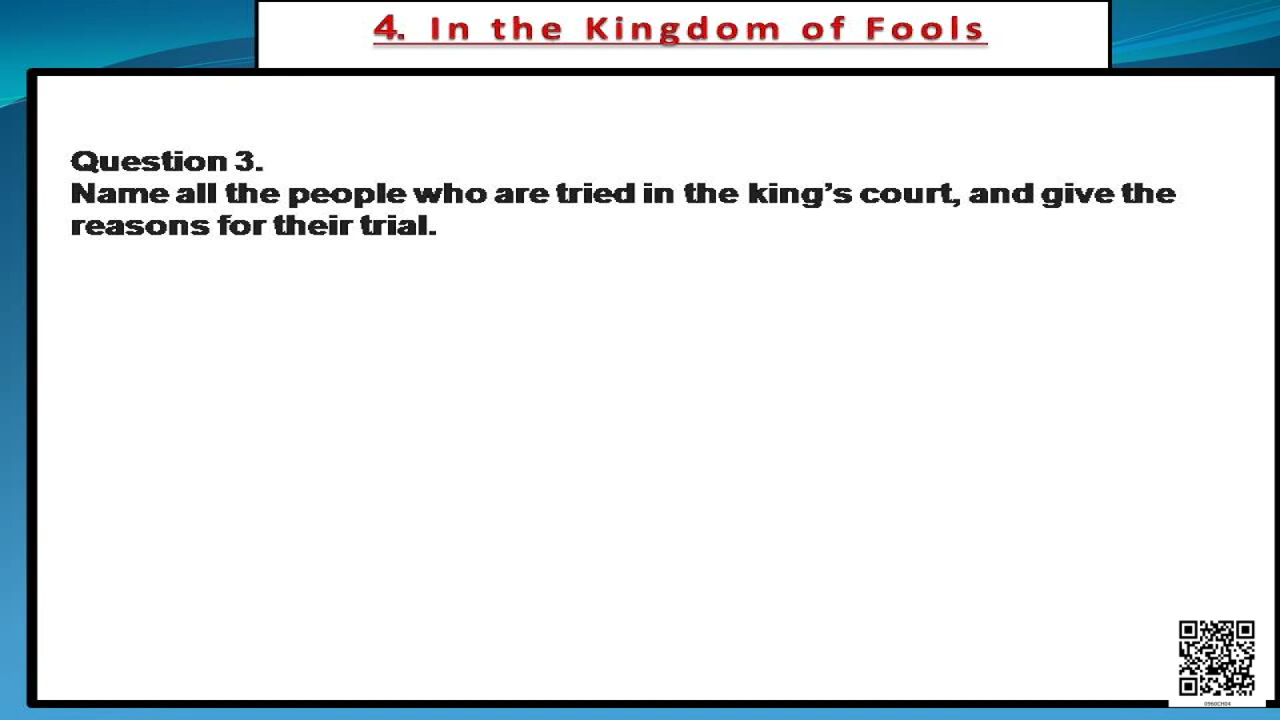 4. In the Kingdom of Fools
Question 3.
Name all the people who are tried in the king's court, and give the
reasons for their trial.
0960CH04